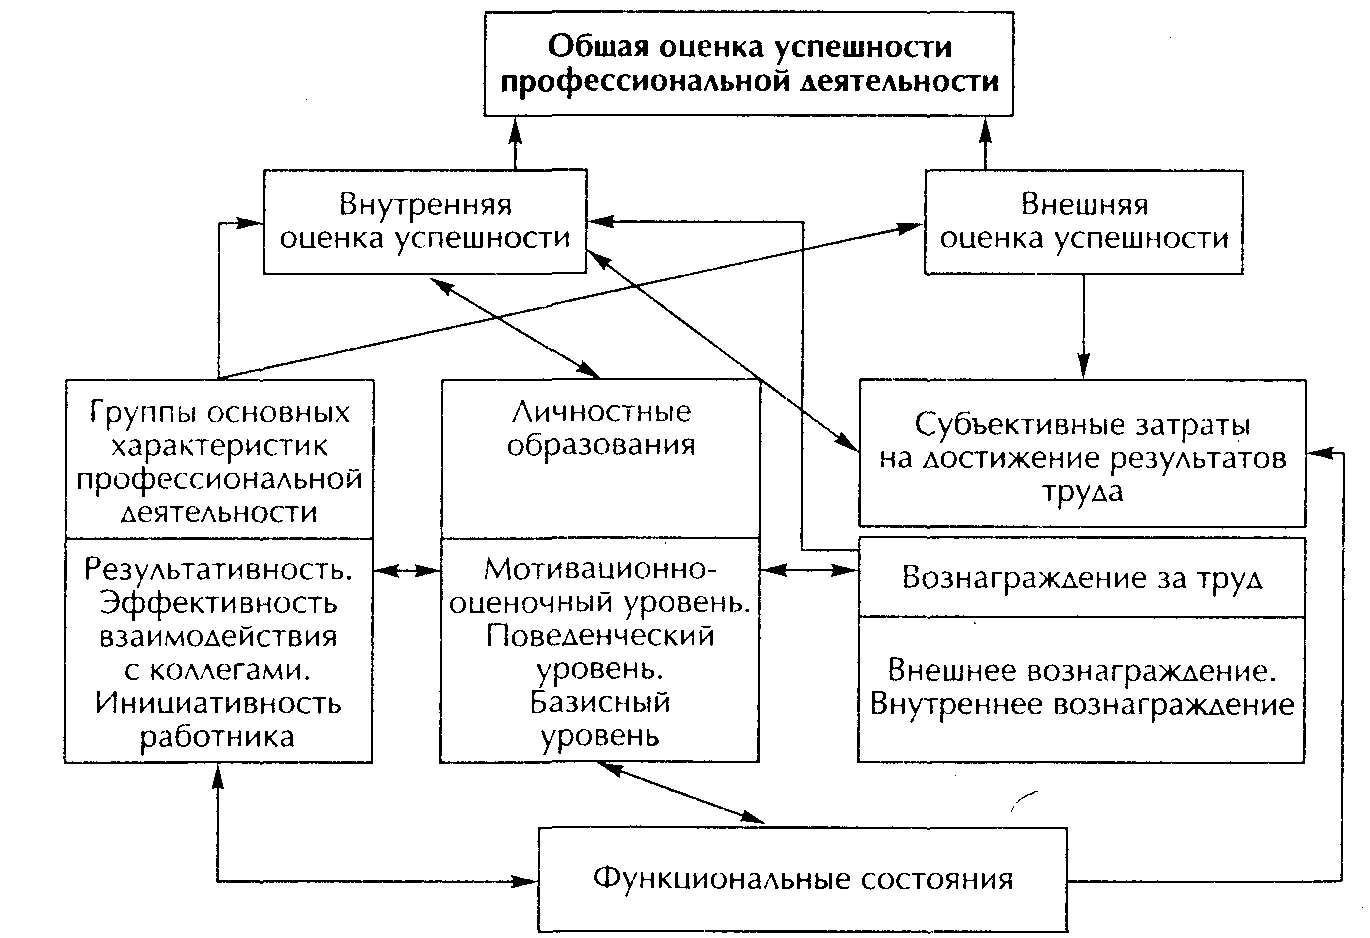 Общая оценка успешности
профессиональной деятельности
Внутренняя
оценка успешности
Внешняя
оценка успешности
Группы основных
характеристик
профессиональной
деятельности
Личностные
образования
Субъективные затраты
на достижение результатов
труда
Результативность.
Эффективность
взаимодействия
с коллегами.
Инициативность
работника
Мотивационно-
оценочный уровень.
Поведенческий
уровень.
Базисный
уровень
Вознаграждение за труд
Внешнее вознаграждение.
Внутреннее вознаграждение
Функциональные состояния